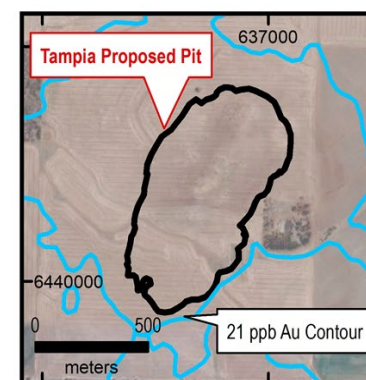 637000
Tampia Proposed Pit
6440000
0 500
21 ppb Au Contour
meters